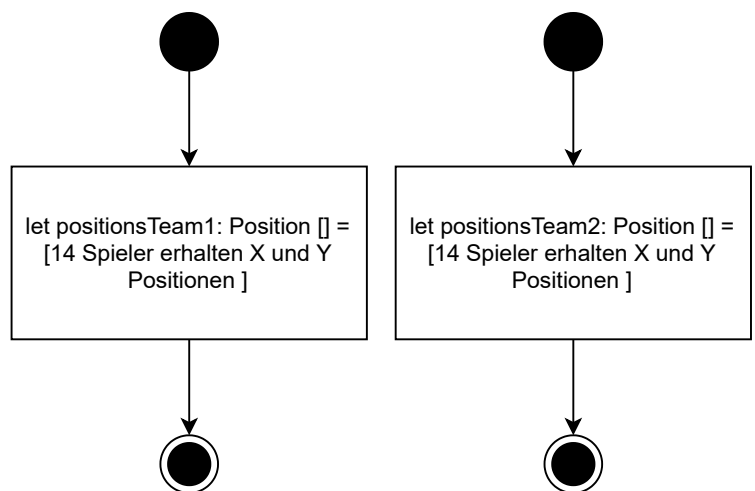 let positionsTeam1: Position [] =
[14 Spieler erhalten X und Y
Positionen ]
let positionsTeam2: Position [] =
[14 Spieler erhalten X und Y
Positionen ]